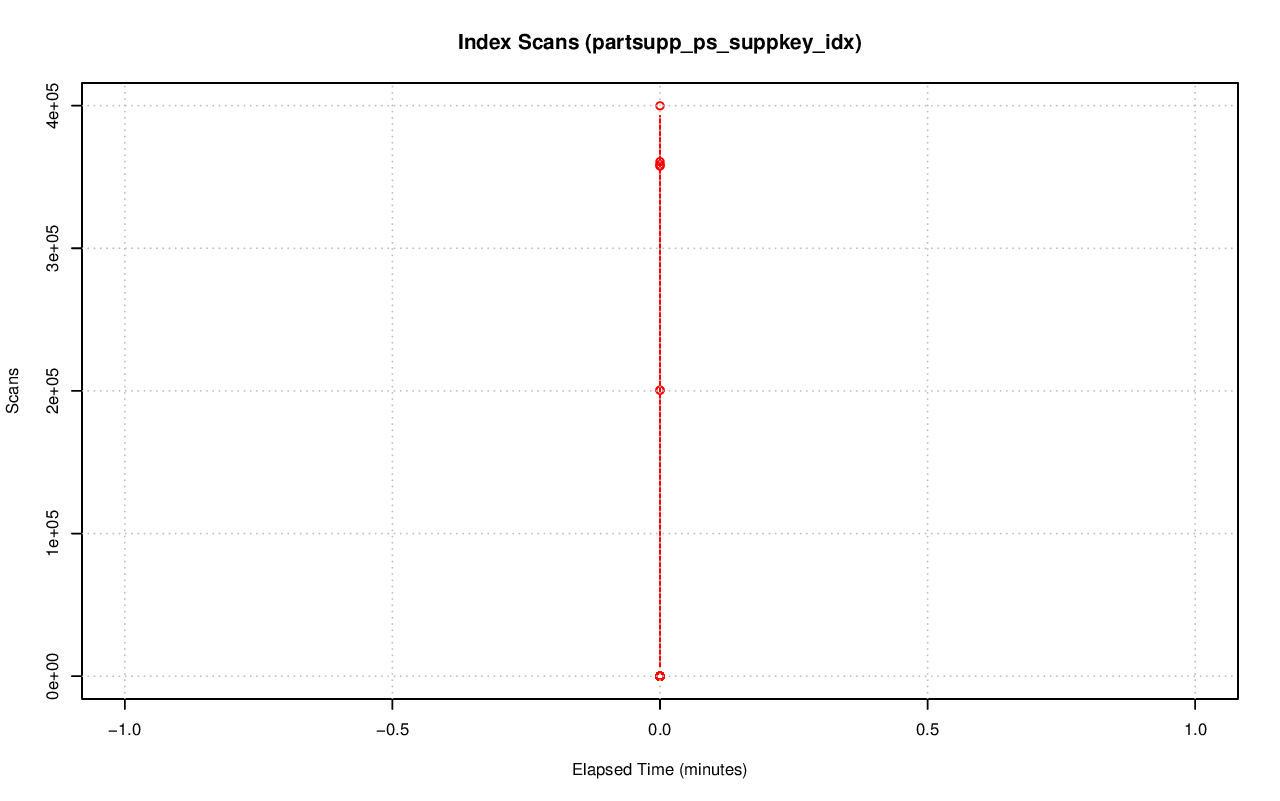 Index Scans (partsupp_ps_suppkey_idx)
4e+05
3e+05
2e+05
1e+05
0e+00
Scans
−1.0
−0.5
0.0
0.5
1.0
Elapsed Time (minutes)